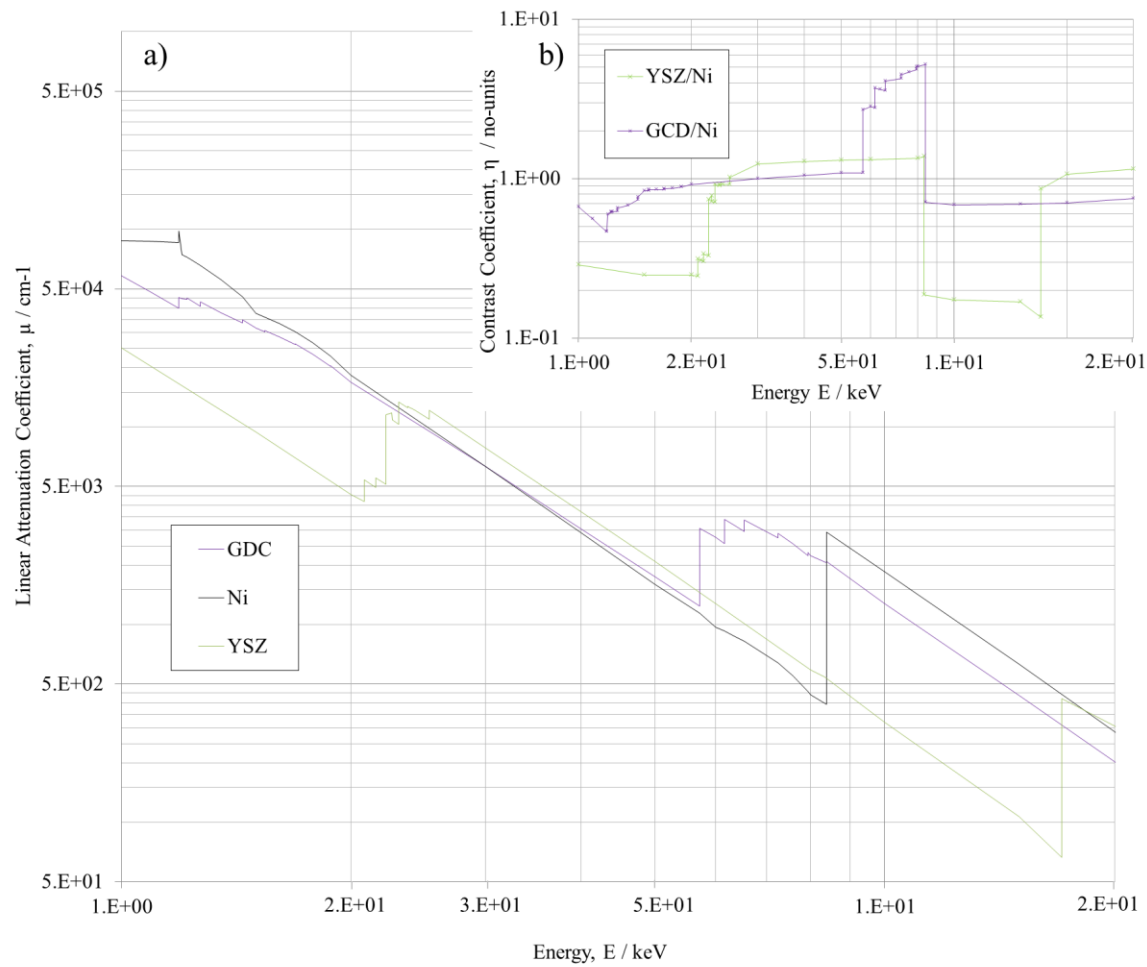 a)
5.E+05
5.E+04
5.E+03
5.E+02
5.E+01
Linear Attenuation Coefficient, μ / cm-1
GDC
Ni
YSZ
1.E+00
2.E+01
3.E+01
5.E+01
1.E+01
2.E+01
Energy, E / keV
b)
1.E+01
1.E+00
1.E-01
Contrast Coefficient, η / no-units
YSZ/Ni
GCD/Ni
1.E+00
2.E+01
5.E+01
1.E+01
2.E+01
Energy E / keV